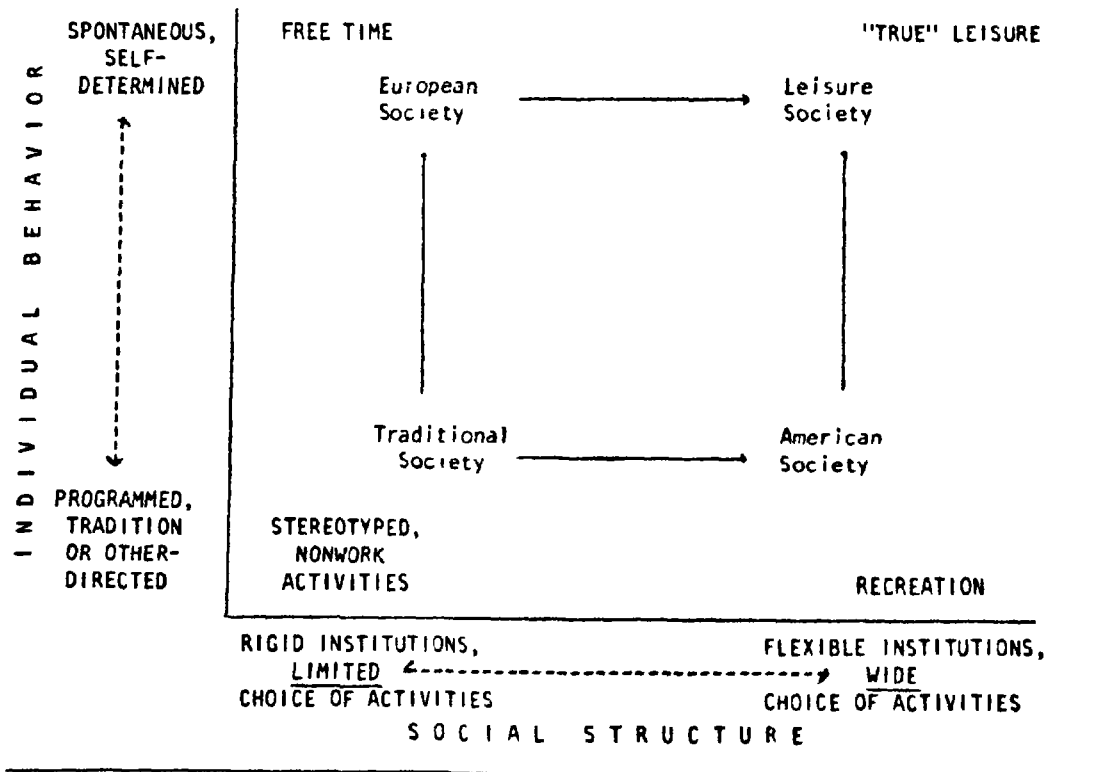 SPONTANEOUS,
SELF-
DETERMINED
INDIVIDUAL BEHAVIOR
PROGRAMMED,
TRADITION
OR OTHER-
DIRECTED
FREE TIME
"TRUE" LEISURE
European
Society
Leisure
Society
Traditional
Society
American
Society
STEREOTYPED,
NONWORK
ACTIVITIES
RECREATION
RIGID INSTITUTIONS,
LIMITED
CHOICE OF ACTIVITIES
FLEXIBLE INSTITUTIONS,
WIDE
CHOICE OF ACTIVITIES
SOCIAL STRUCTURE